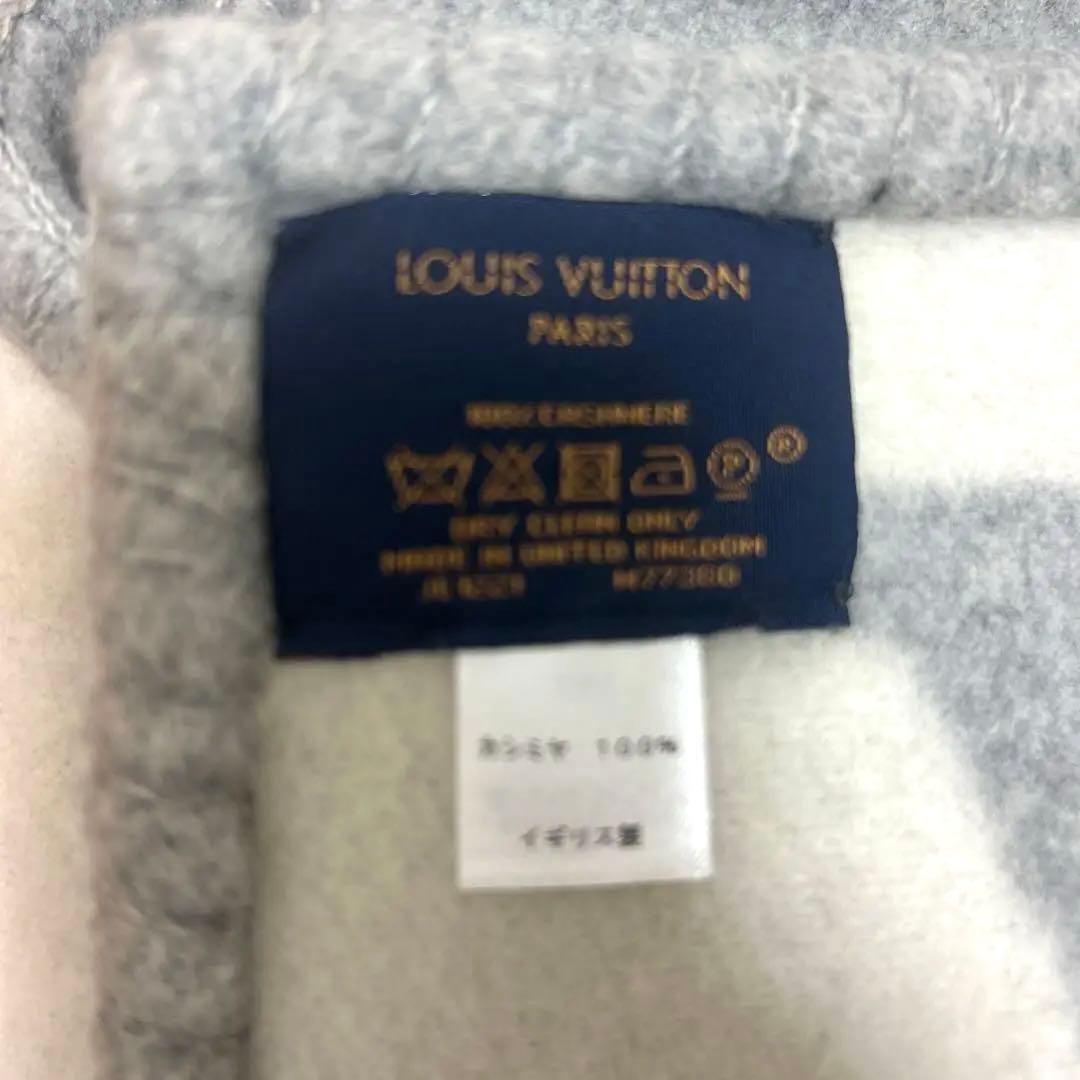 LOUIS VUITTON
PARIS
100% CASHMERE
P P
DRY CLEAN ONLY
MADE IN UNITED KINGDOM
カシミヤ 100%
イギリス製